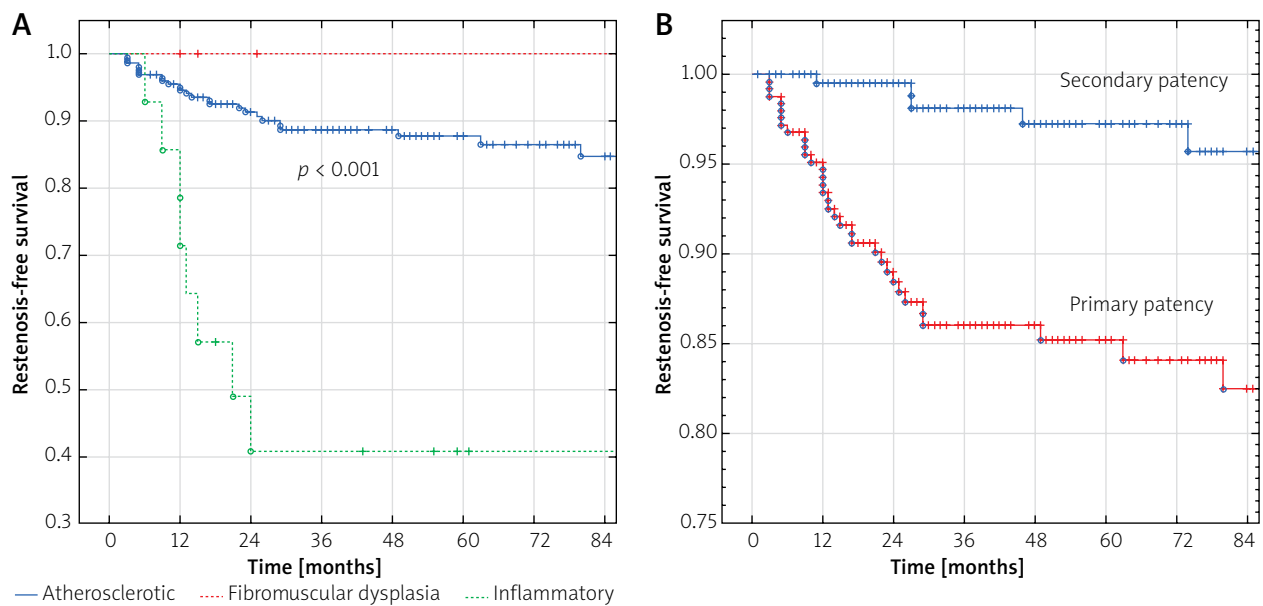 A
Restenosis-free survival
1.0
0.9
0.8
0.7
0.6
0.5
0.4
0.3
p < 0.001
0 12 24 36 48 60 72 84
Time [months]
B
Restenosis-free survival
1.00
0.95
0.90
0.85
0.80
0.75
Secondary patency
Primary patency
0 12 24 36 48 60 72 84
Time [months]
Atherosclerotic Fibromuscular dysplasia Inflammatory